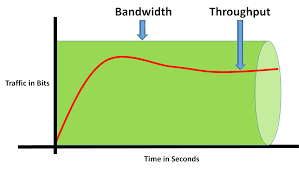 Bandwidth Throughput
Traffic in Bits
Time in Seconds